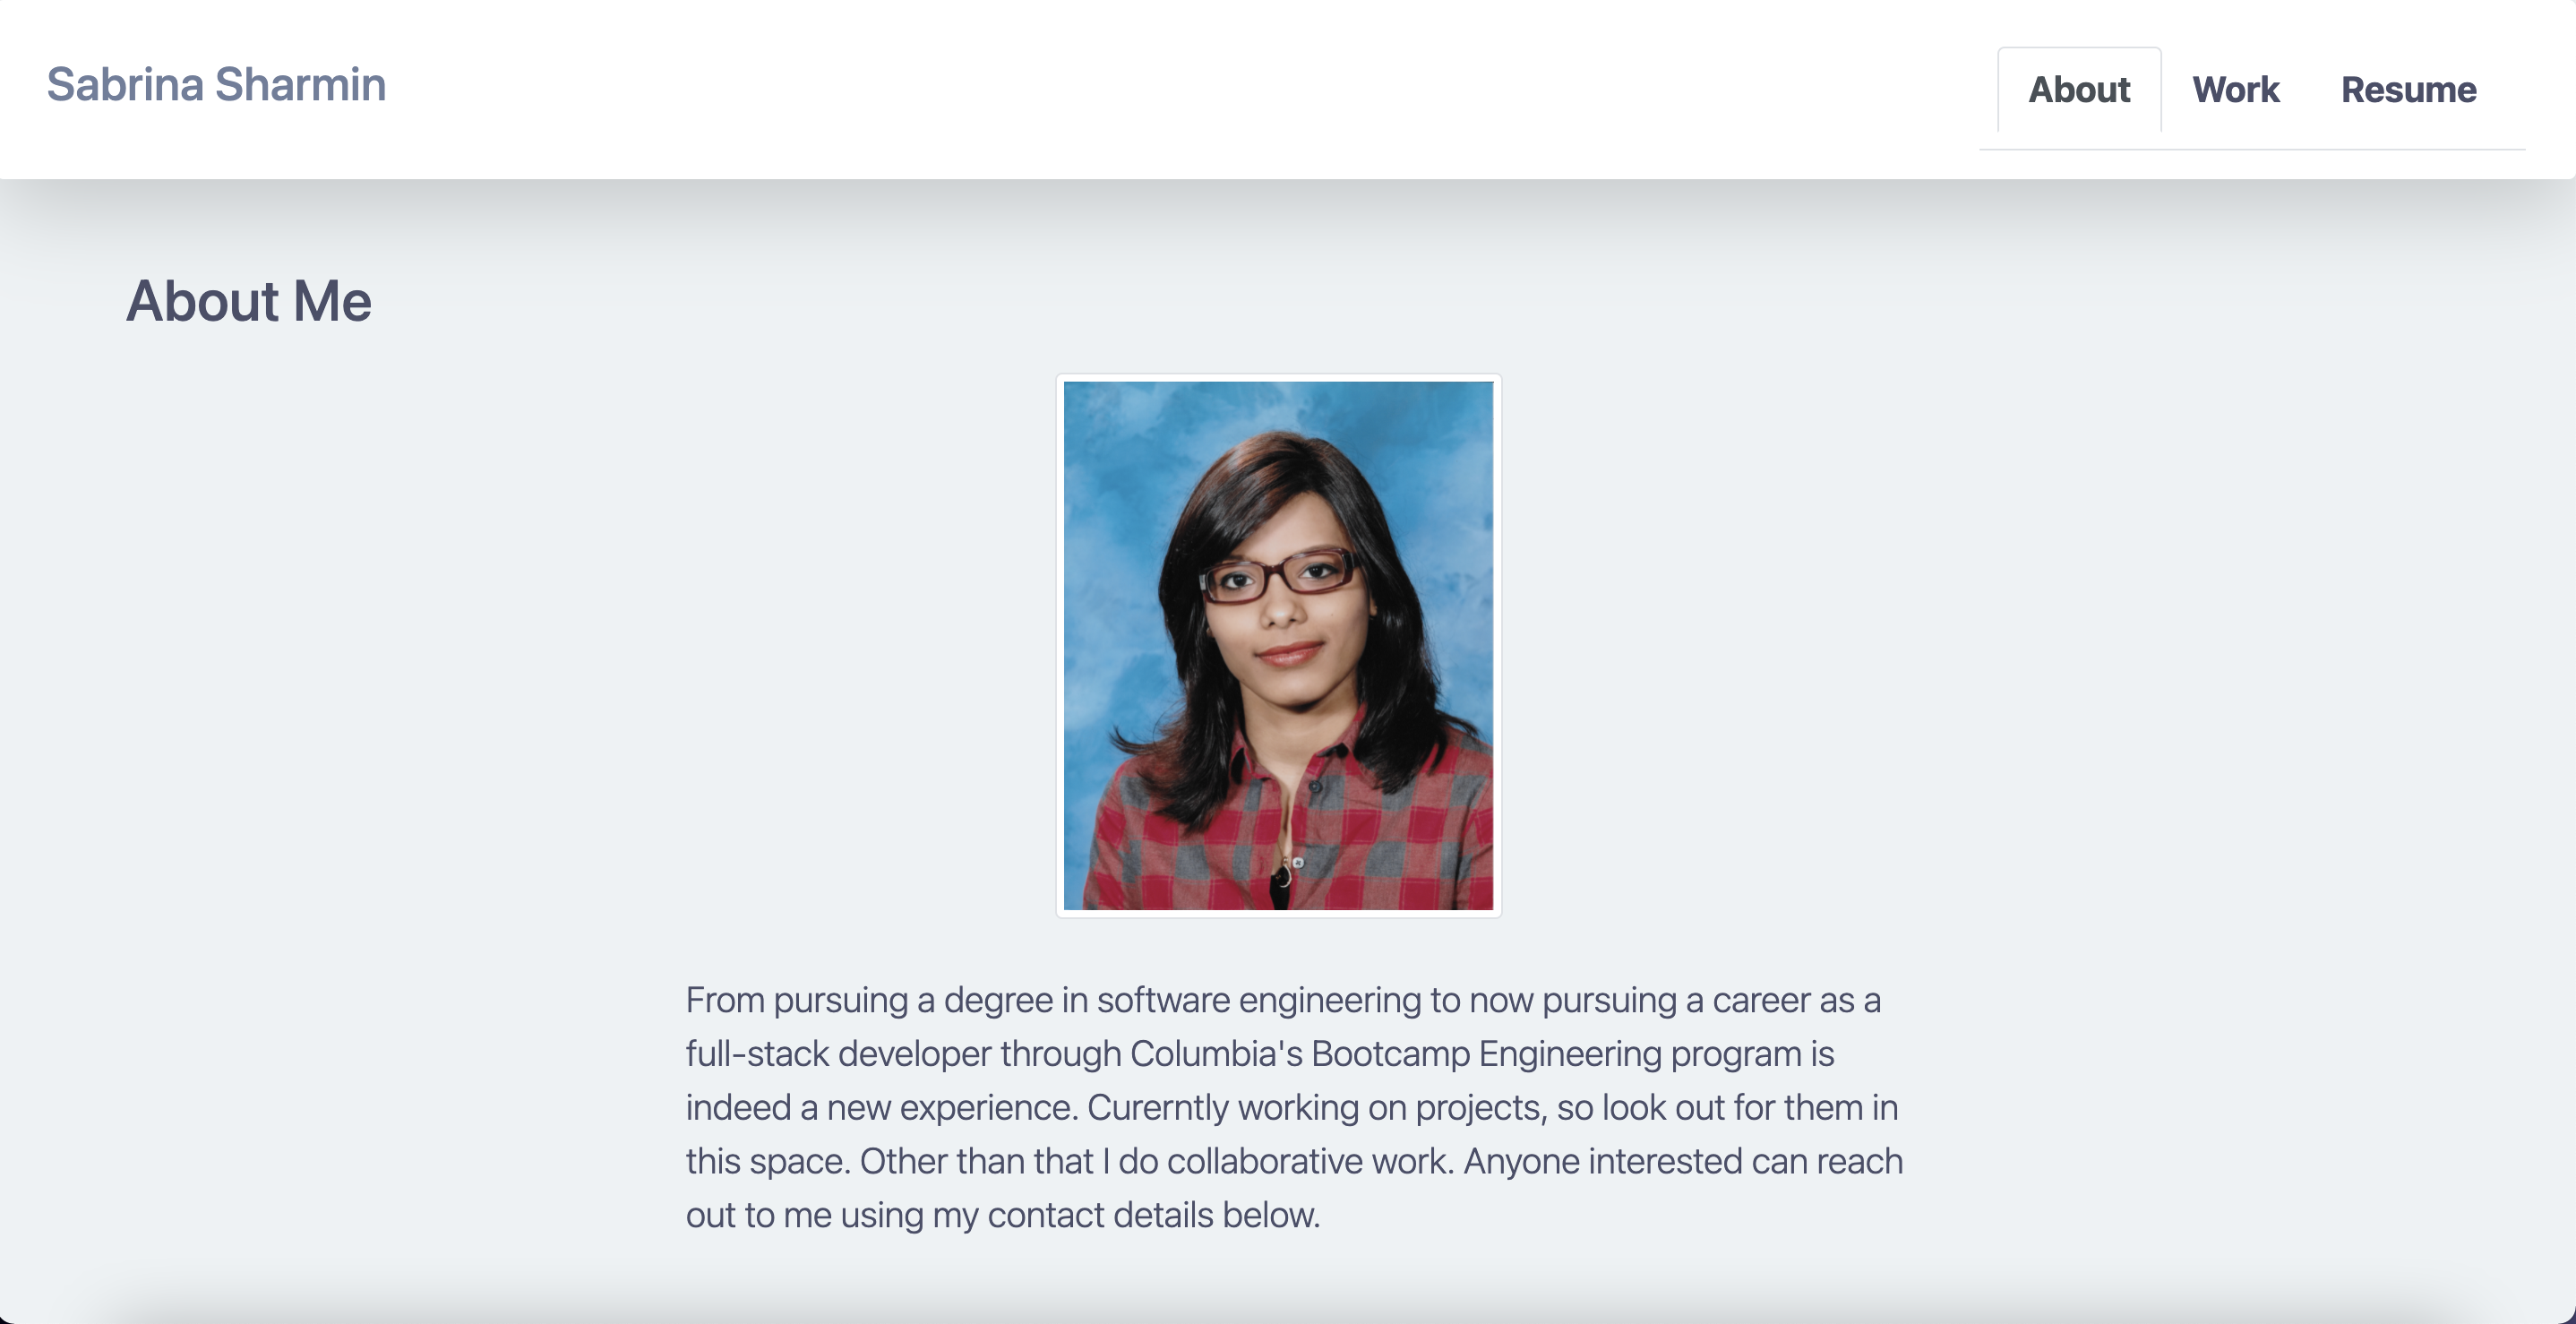 Sabrina Sharmin
About Work Resume
About Me
From pursuing a degree in software engineering to now pursuing a career as a
full-stack developer through Columbia's Bootcamp Engineering program is
indeed a new experience. Curerntly working on projects, so look out for them in
this space. Other than that I do collaborative work. Anyone interested can reach
out to me using my contact details below.